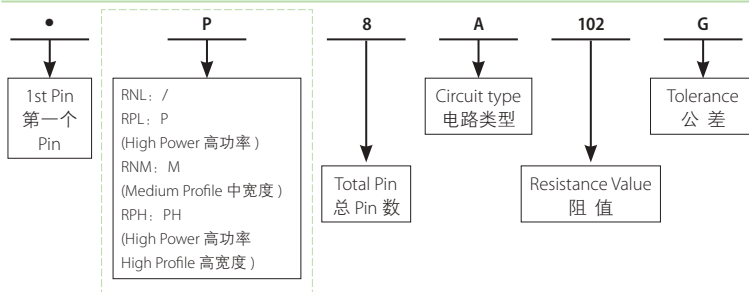 • P 8 A 102 G
1st Pin
第一个
Pin
RNL：/
RPL：P
(High Power 高功率 )
RNM：M
(Medium Profile 中宽度 )
RPH：PH
(High Power 高功率
High Profile 高宽度 )
Total Pin
总 Pin 数
Circuit type
电路类型
Resistance Value
阻 值
Tolerance
公 差